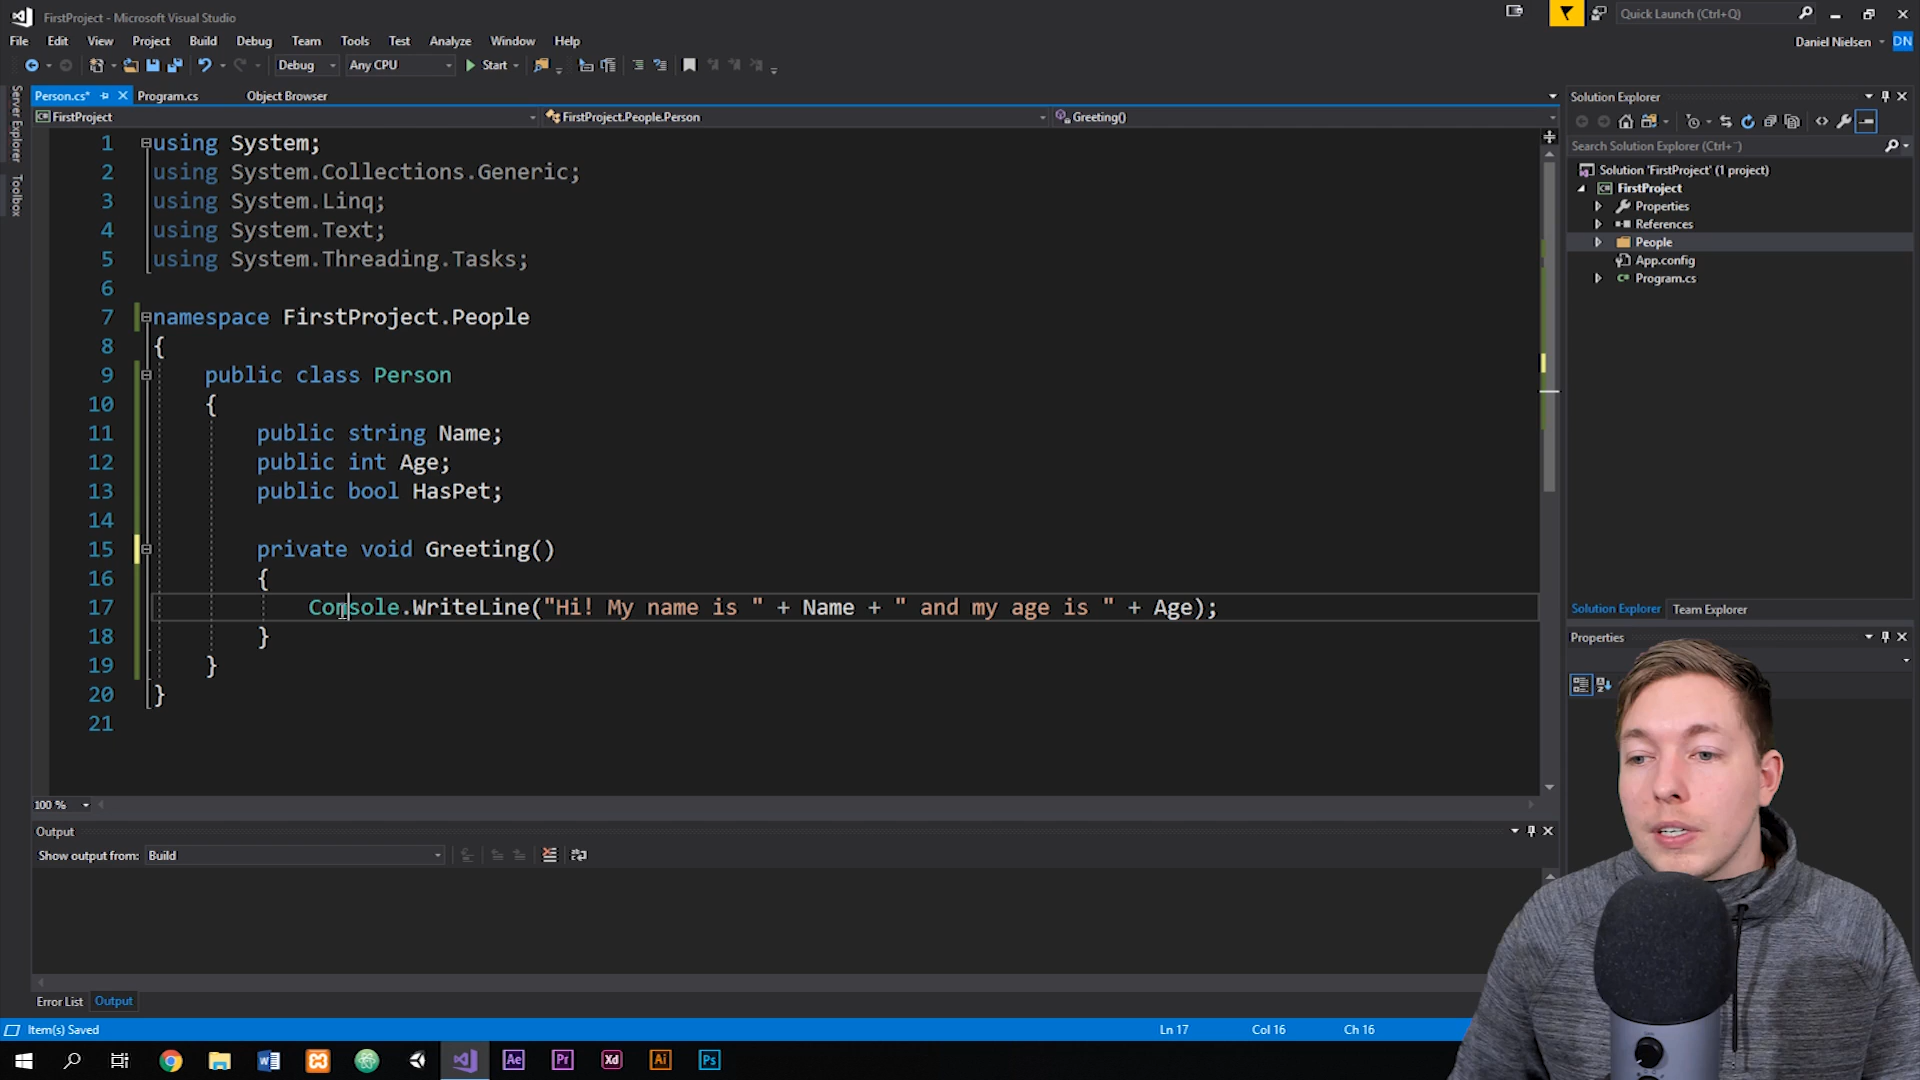 FirstProject - Microsoft Visual Studio
Quick Launch (Ctrl+Q)
File Edit View Project Build Debug Team Tools Test Analyze Window Help
Daniel Nielsen DN
Debug Any CPU Start
Server Explorer
Toolbox
Person.cs* Program.cs Object Browser
FirstProject FirstProject.People.Person Greeting()
1 using System;
2 using System.Collections.Generic;
3 using System.Linq;
4 using System.Text;
5 using System.Threading.Tasks;
6
7 namespace FirstProject.People
8 {
9 public class Person
10 {
11 public string Name;
12 public int Age;
13 public bool HasPet;
14
15 private void Greeting()
16 {
17 Console.WriteLine("Hi! My name is " + Name + " and my age is " + Age);
18 }
19 }
20 }
21
100 %
Output
Show output from: Build
Error List Output
Item(s) Saved
Ln 17 Col 16 Ch 16
Solution Explorer
Search Solution Explorer (Ctrl+¨)
Solution 'FirstProject' (1 project)
FirstProject
Properties
References
People
App.config
Program.cs
Solution Explorer Team Explorer
Properties
Ae Pr Xd Ai Ps